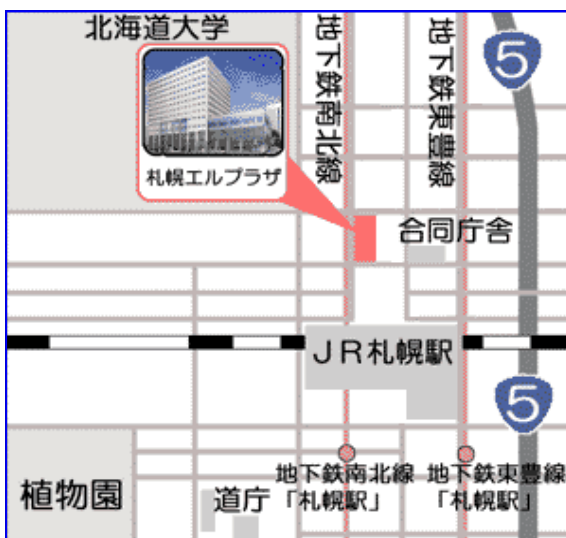 北海道大学
地下鉄南北線
地下鉄東豊線
5
札幌エルプラザ
合同庁舎
JR札幌駅
5
植物園
道庁
地下鉄南北線
「札幌駅」
地下鉄東豊線
「札幌駅」